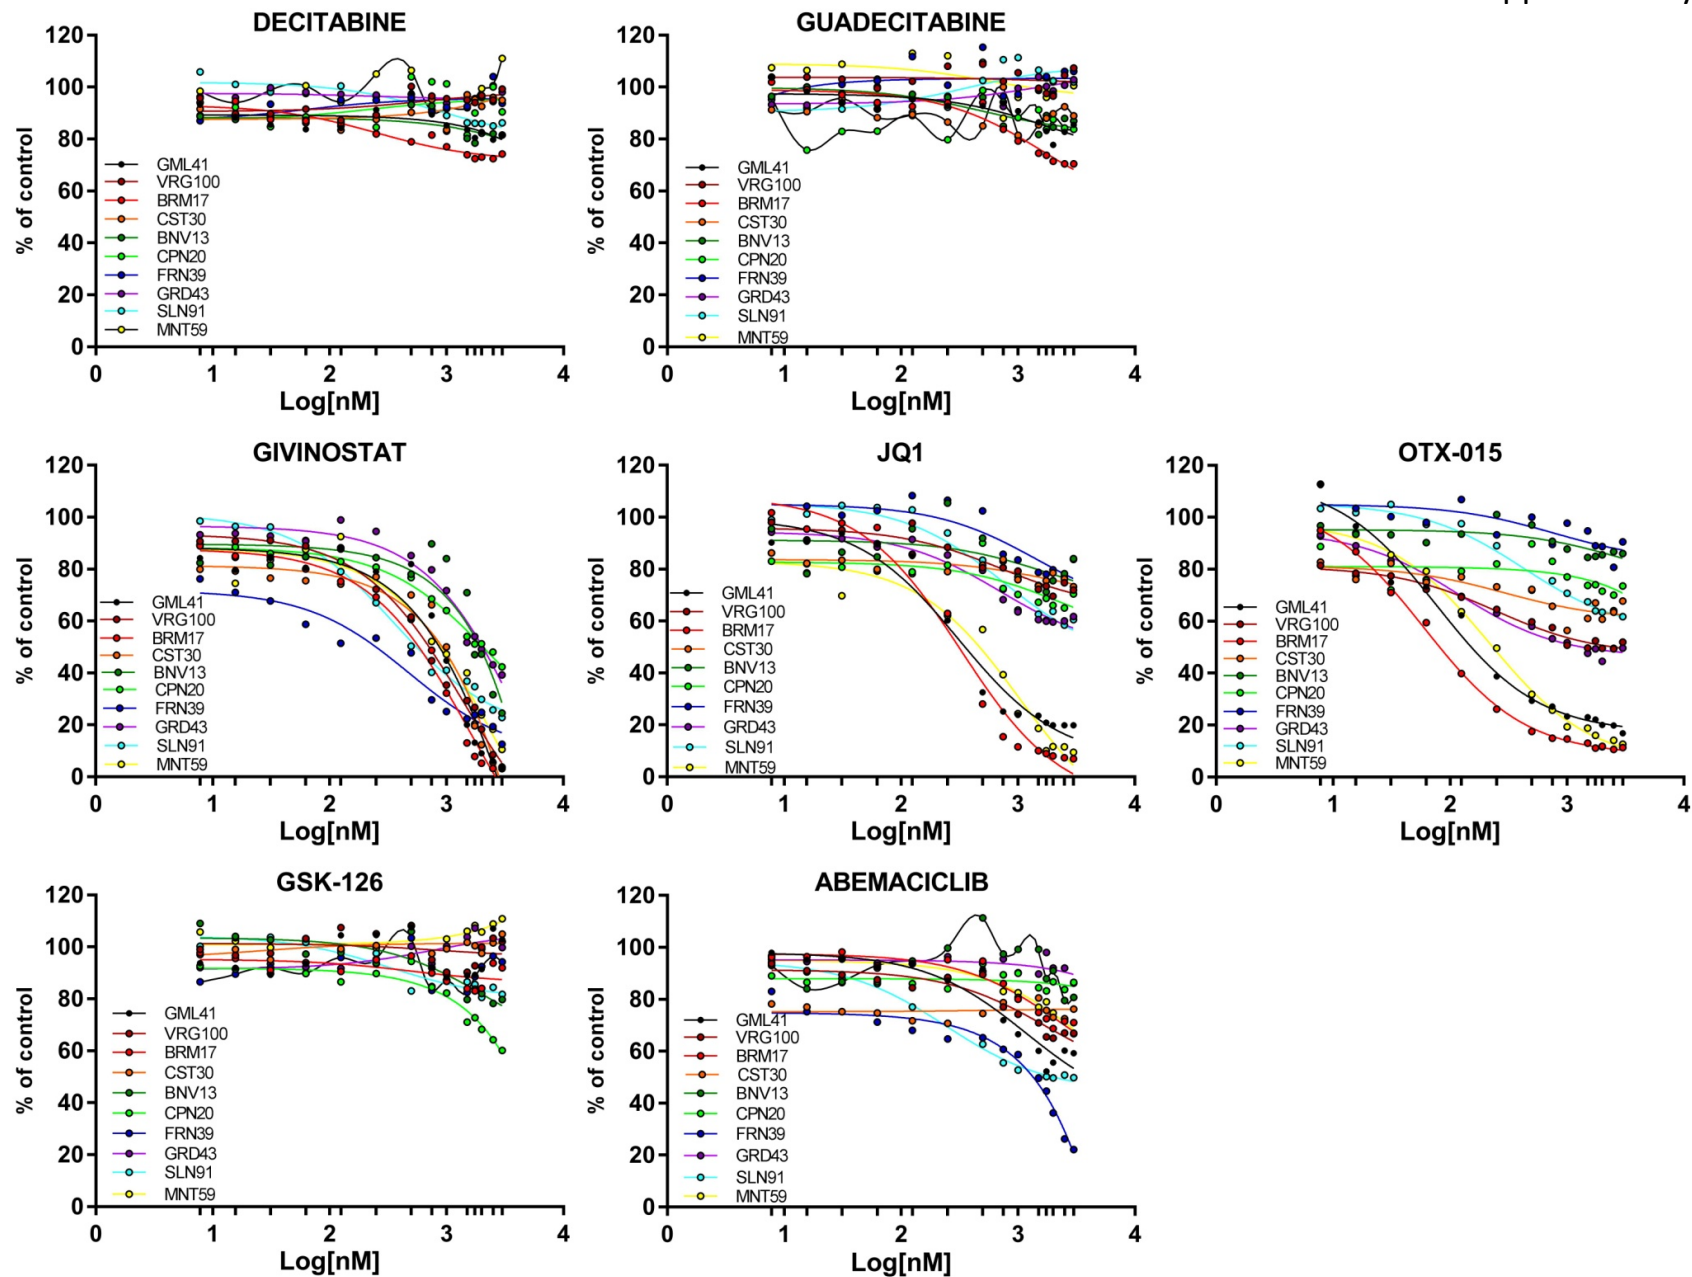 DECITABINE
120
100
80
60
40
20
0
% of control
GML41
VRG100
BRM17
CST30
BNV13
CPN20
FRN39
GRD43
SLN91
MNT59
0 1 2 3 4
Log[nM]
GUADECITABINE
120
100
80
60
40
20
0
% of control
GML41
VRG100
BRM17
CST30
BNV13
CPN20
FRN39
GRD43
SLN91
MNT59
0 1 2 3 4
Log[nM]
GIVINOSTAT
120
100
80
60
40
20
0
% of control
GML41
VRG100
BRM17
CST30
BNV13
CPN20
FRN39
GRD43
SLN91
MNT59
0 1 2 3 4
Log[nM]
JQ1
120
100
80
60
40
20
0
% of control
GML41
VRG100
BRM17
CST30
BNV13
CPN20
FRN39
GRD43
SLN91
MNT59
0 1 2 3 4
Log[nM]
OTX-015
120
100
80
60
40
20
0
% of control
GML41
VRG100
BRM17
CST30
BNV13
CPN20
FRN39
GRD43
SLN91
MNT59
0 1 2 3 4
Log[nM]
GSK-126
120
100
80
60
40
20
0
% of control
GML41
VRG100
BRM17
CST30
BNV13
CPN20
FRN39
GRD43
SLN91
MNT59
0 1 2 3 4
Log[nM]
ABEMACICLIB
120
100
80
60
40
20
0
% of control
GML41
VRG100
BRM17
CST30
BNV13
CPN20
FRN39
GRD43
SLN91
MNT59
0 1 2 3 4
Log[nM]